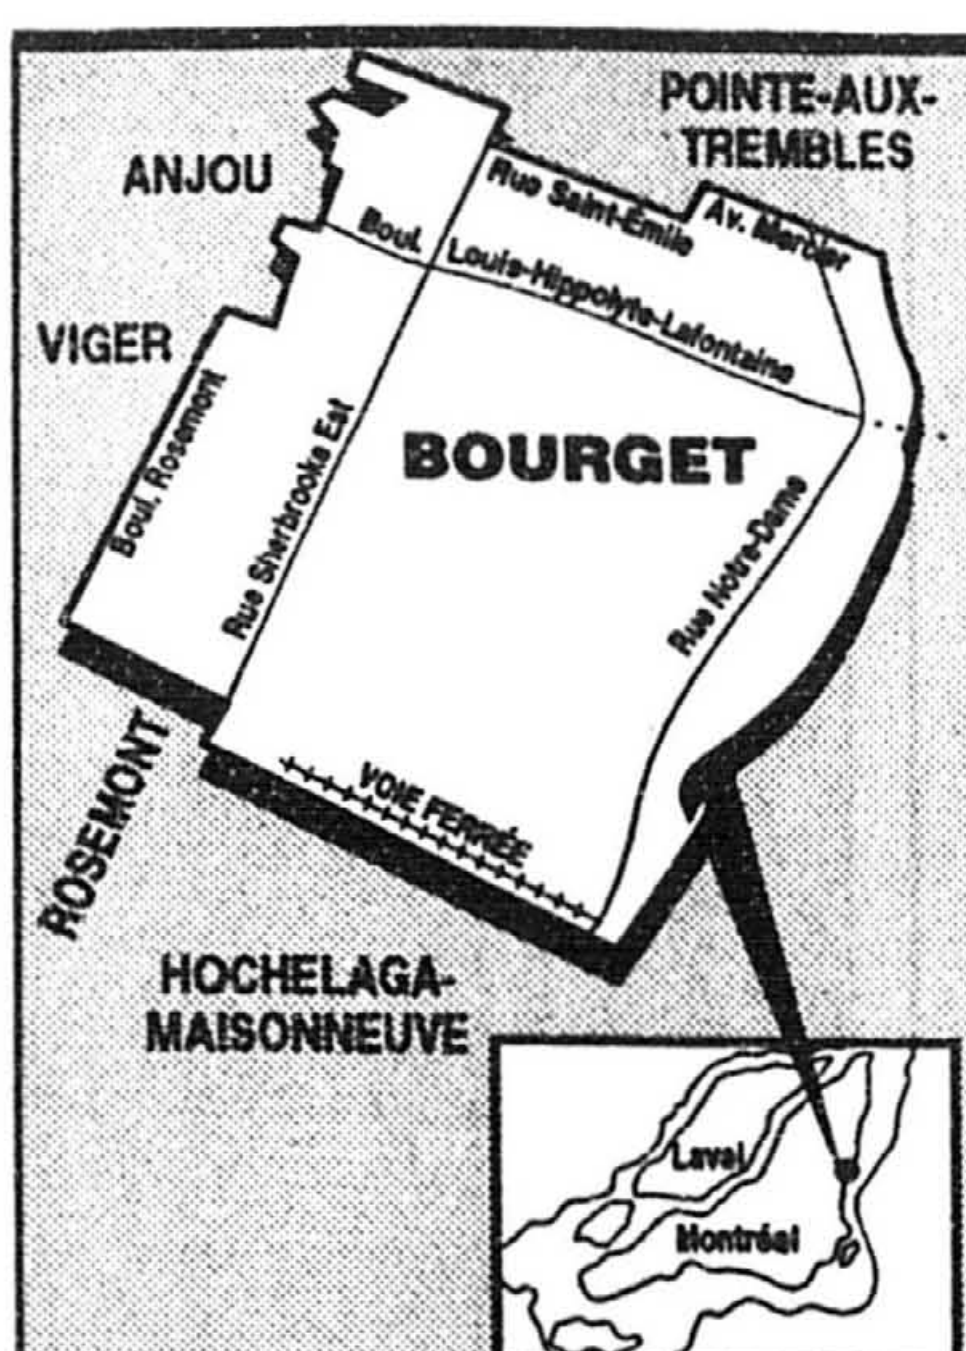 POINTE-AUX-
TREMBLES
ANJOU
Rue Saint-Émile
Av. Mercier
Boul. Louis-Hippolyte-Lafontaine
VIGER
Boul. Rosemont
Rue Sherbrooke Est
BOURGET
Rue Notre-Dame
ROSEMONT
VOIE FERRÉE
HOCHELAGA-
MAISONNEUVE
Laval
Montréal